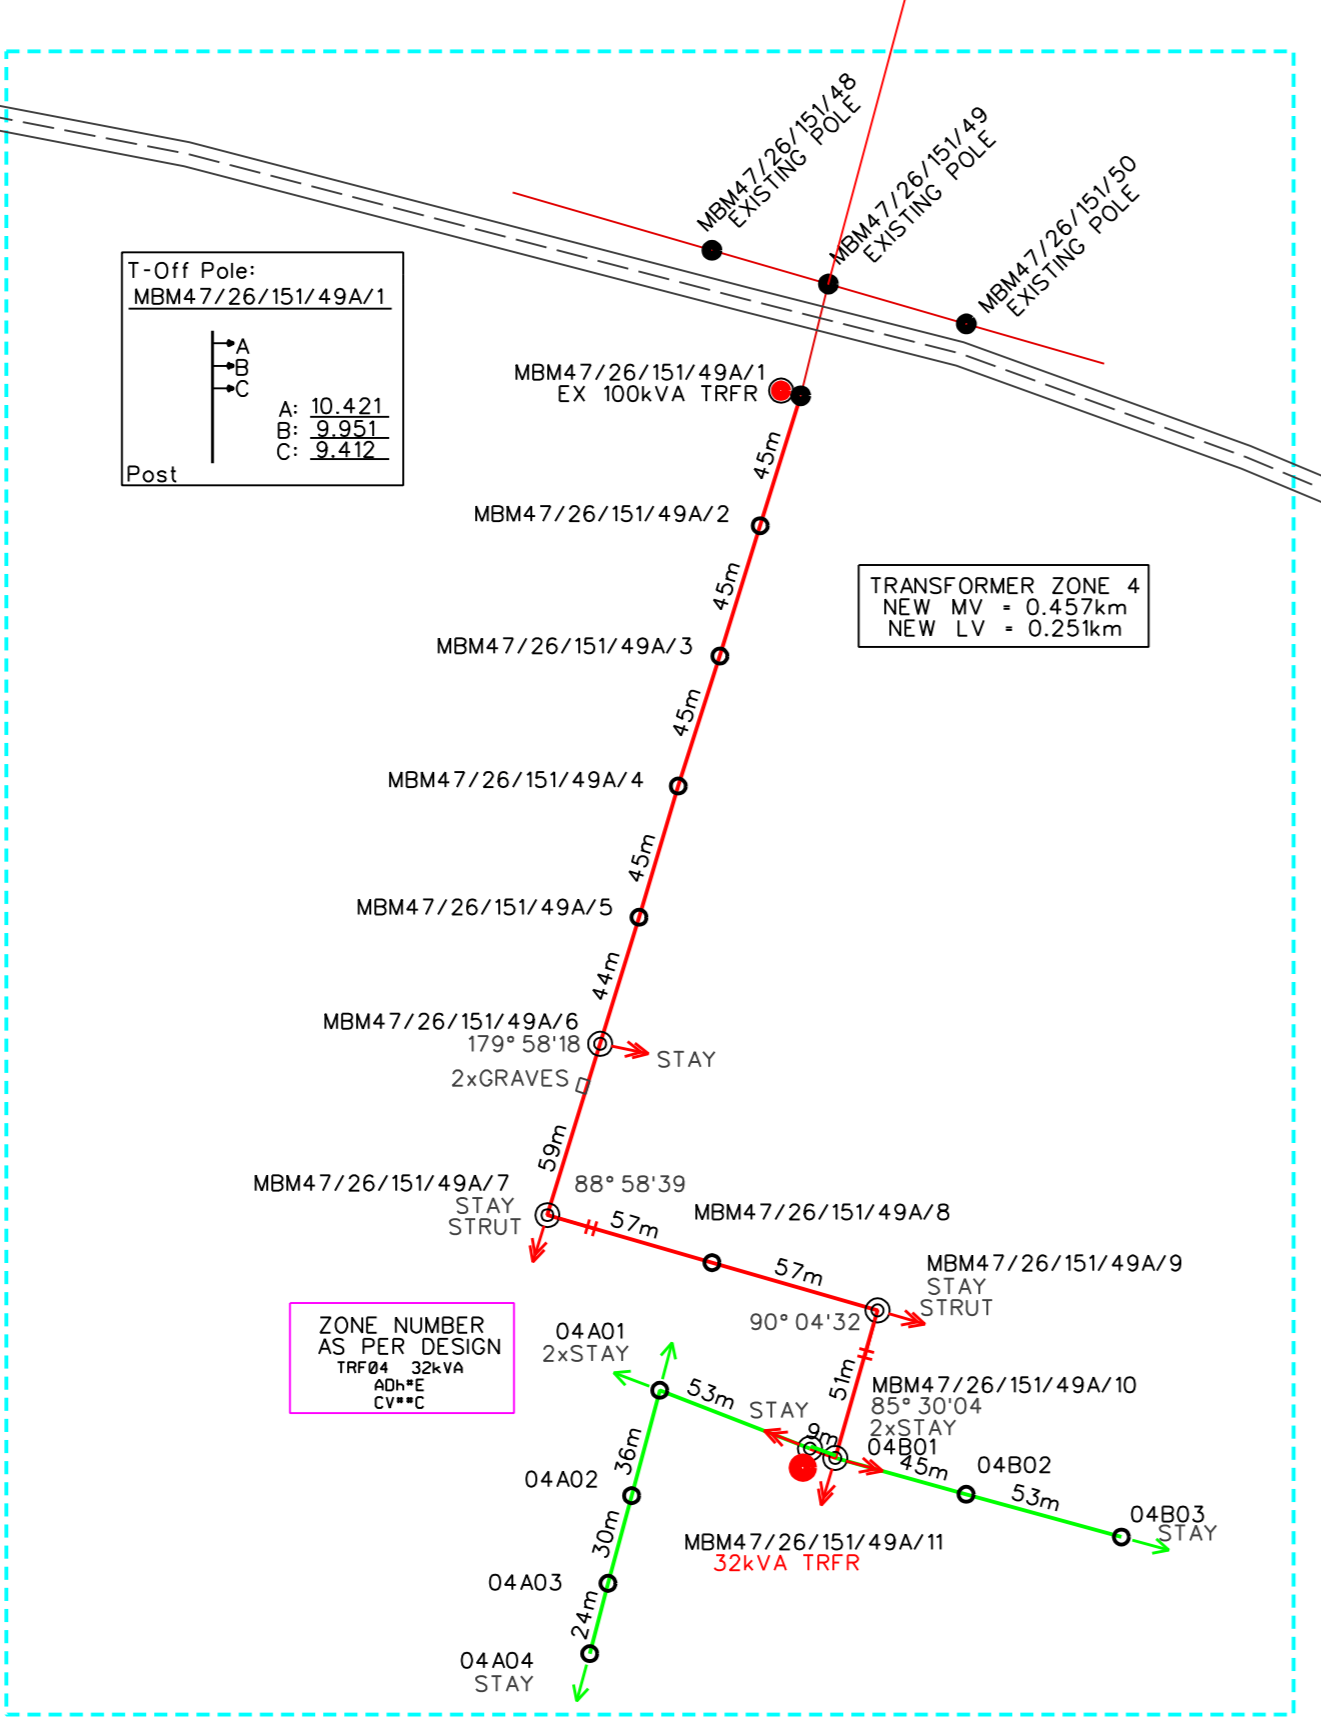 MBM47/26/151/48
EXISTING POLE
MBM47/26/151/49
EXISTING POLE
MBM47/26/151/50
EXISTING POLE
T-Off Pole:
MBM47/26/151/49A/1
A
B
C
A: 10.421
B: 9.951
C: 9.412
Post
MBM47/26/151/49A/1
EX 100kVA TRFR
45m
MBM47/26/151/49A/2
45m
TRANSFORMER ZONE 4
NEW MV = 0.457km
NEW LV = 0.251km
MBM47/26/151/49A/3
45m
MBM47/26/151/49A/4
45m
MBM47/26/151/49A/5
44m
MBM47/26/151/49A/6
179°58'18
STAY
2xGRAVES
59m
MBM47/26/151/49A/7
STAY
STRUT
88°58'39
57m
MBM47/26/151/49A/8
57m
MBM47/26/151/49A/9
STAY
STRUT
90°04'32
51m
ZONE NUMBER
AS PER DESIGN
TRF04 32kVA
ADh*E
CV**C
04A01
2xSTAY
53m
STAY
9m
MBM47/26/151/49A/10
85°30'04
2xSTAY
04B01
45m
04B02
53m
04B03
STAY
36m
04A02
30m
MBM47/26/151/49A/11
32kVA TRFR
04A03
24m
04A04
STAY